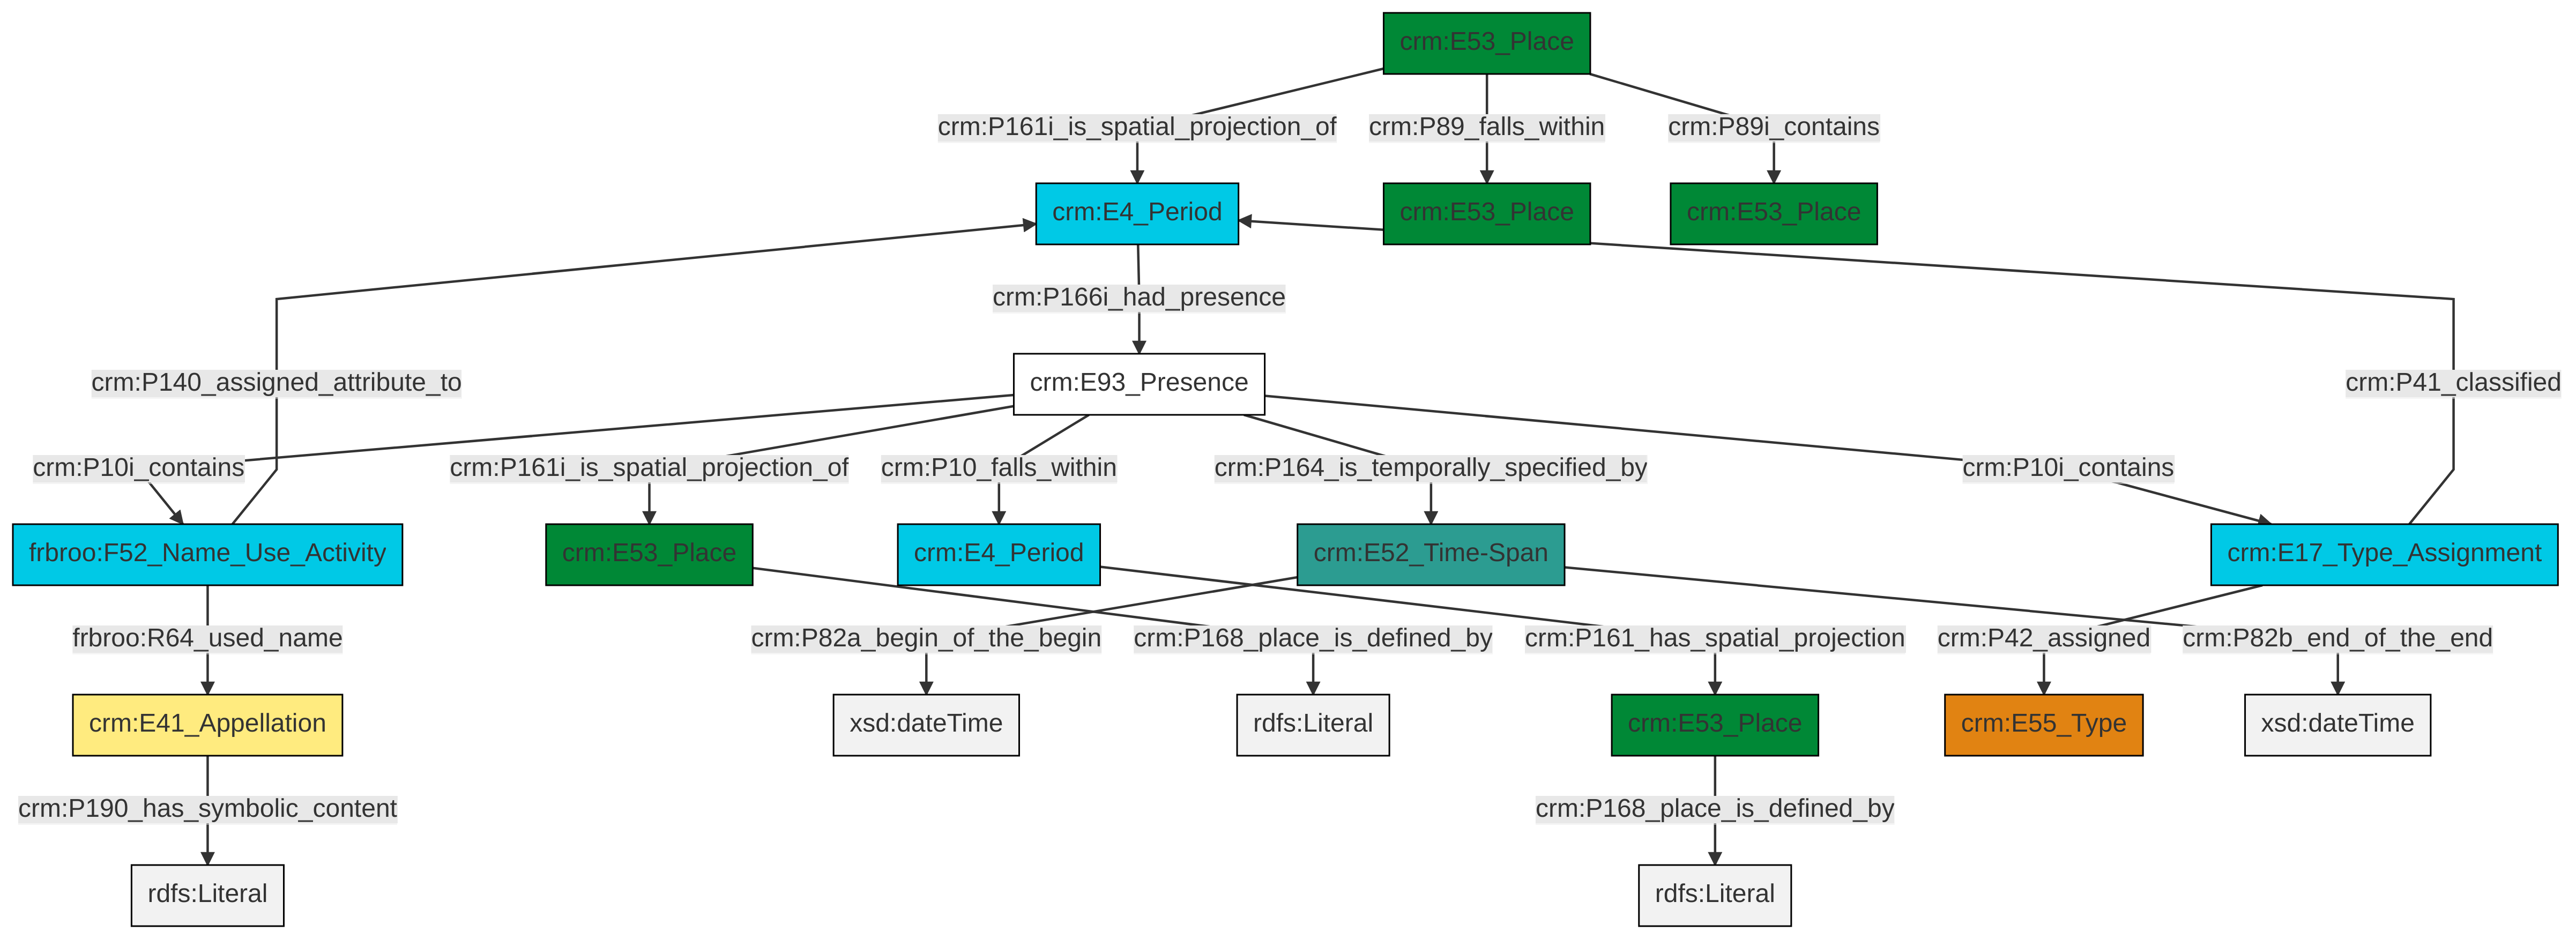 crm:E53_Place
crm:P161i_is_spatial_projection_of
crm:P89_falls_within
crm:P89i_contains
crm:E4_Period
crm:E53_Place
crm:E53_Place
crm:P166i_had_presence
crm:P140_assigned_attribute_to
crm:E93_Presence
crm:P41_classified
crm:P10i_contains
crm:P161i_is_spatial_projection_of
crm:P10_falls_within
crm:P164_is_temporally_specified_by
crm:P10i_contains
frbroo:F52_Name_Use_Activity
crm:E53_Place
crm:E4_Period
crm:E52_Time-Span
crm:E17_Type_Assignment
frbroo:R64_used_name
crm:P82a_begin_of_the_begin
crm:P168_place_is_defined_by
crm:P161_has_spatial_projection
crm:P42_assigned
crm:P82b_end_of_the_end
crm:E41_Appellation
xsd:dateTime
rdfs:Literal
crm:E53_Place
crm:E55_Type
xsd:dateTime
crm:P190_has_symbolic_content
crm:P168_place_is_defined_by
rdfs:Literal
rdfs:Literal